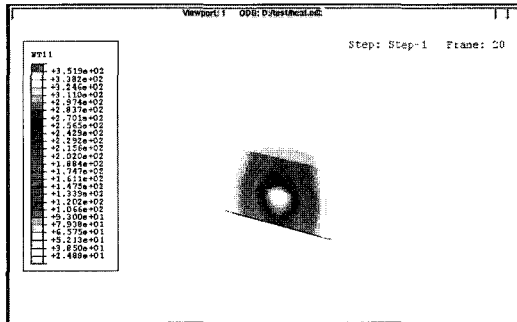 Viewport: 1 ODB: D:/test/heat.odb
Step: Step-1 Frame: 20
NT11
+3.519e+02
+3.382e+02
+3.246e+02
+3.110e+02
+2.974e+02
+2.837e+02
+2.701e+02
+2.565e+02
+2.429e+02
+2.292e+02
+2.156e+02
+2.020e+02
+1.884e+02
+1.747e+02
+1.611e+02
+1.475e+02
+1.339e+02
+1.202e+02
+1.066e+02
+9.300e+01
+7.938e+01
+6.575e+01
+5.213e+01
+3.850e+01
+2.488e+01